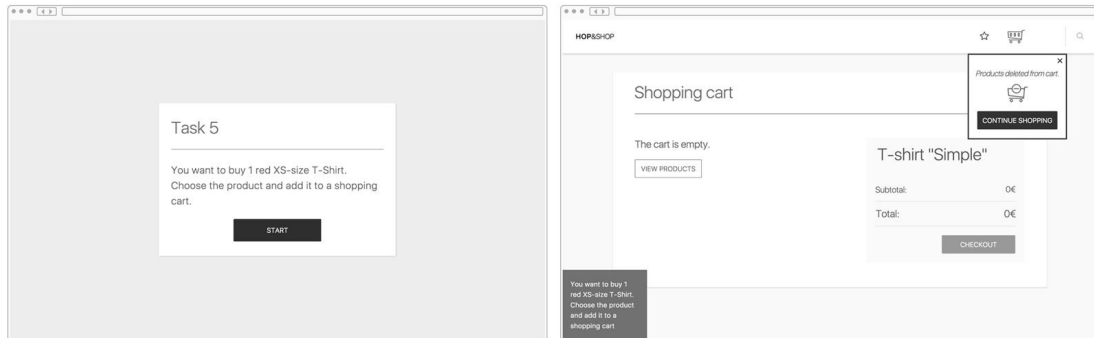 Task 5
You want to buy 1 red XS-size T-Shirt.
Choose the product and add it to a shopping
cart.
START
HOP&SHOP
Products deleted from cart.
CONTINUE SHOPPING
Shopping cart
The cart is empty.
VIEW PRODUCTS
T-shirt "Simple"
Subtotal: 0€
Total: 0€
CHECKOUT
You want to buy 1
red XS-size T-Shirt.
Choose the product
and add it to a
shopping cart